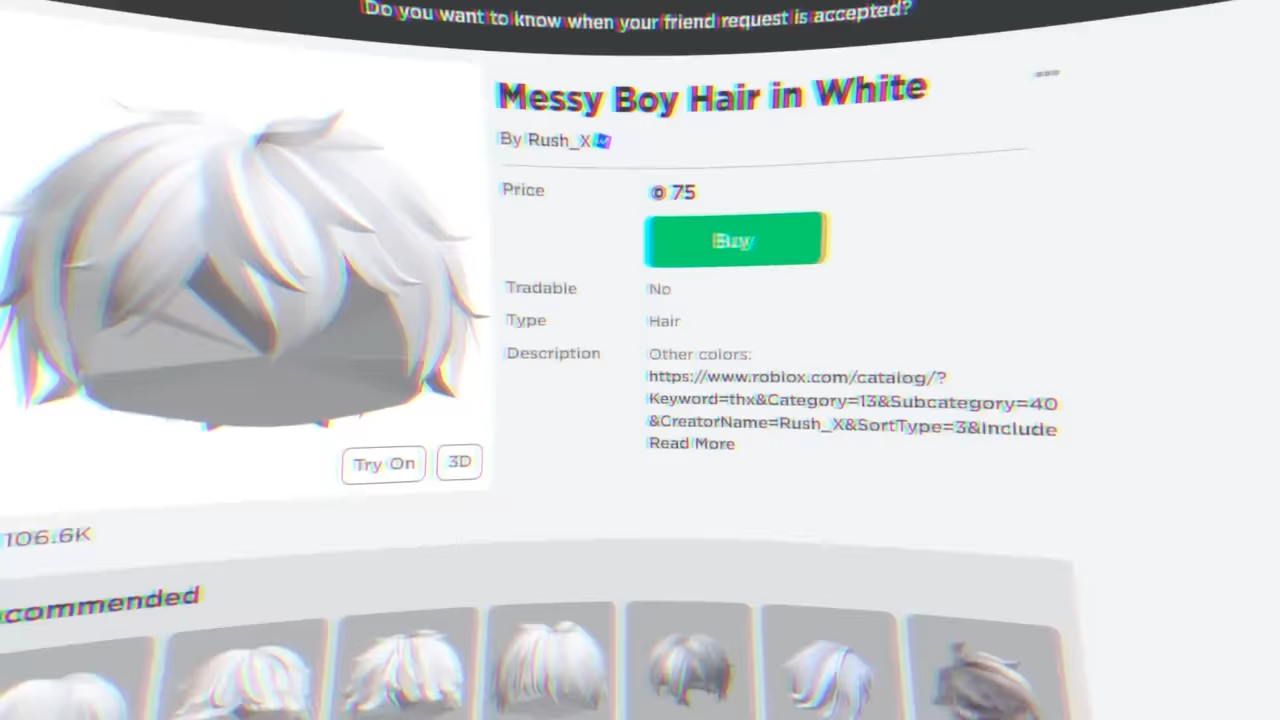 Do you want to know when your friend request is accepted?
Messy Boy Hair in White
By Rush_X
Price
75
Buy
Tradable
No
Type
Hair
Description
Other colors:
https://www.roblox.com/catalog/?
Keyword=thx&Category=13&Subcategory=40
&CreatorName=Rush_X&SortType=3&Include
Read More
Try On
3D
106.6K
commended